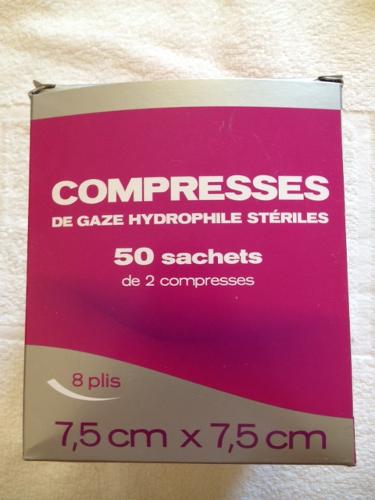 COMPRESSES
DE GAZE HYDROPHILE STÉRILES
50 sachets
de 2 compresses
8 plis
7,5 cm x 7,5 cm